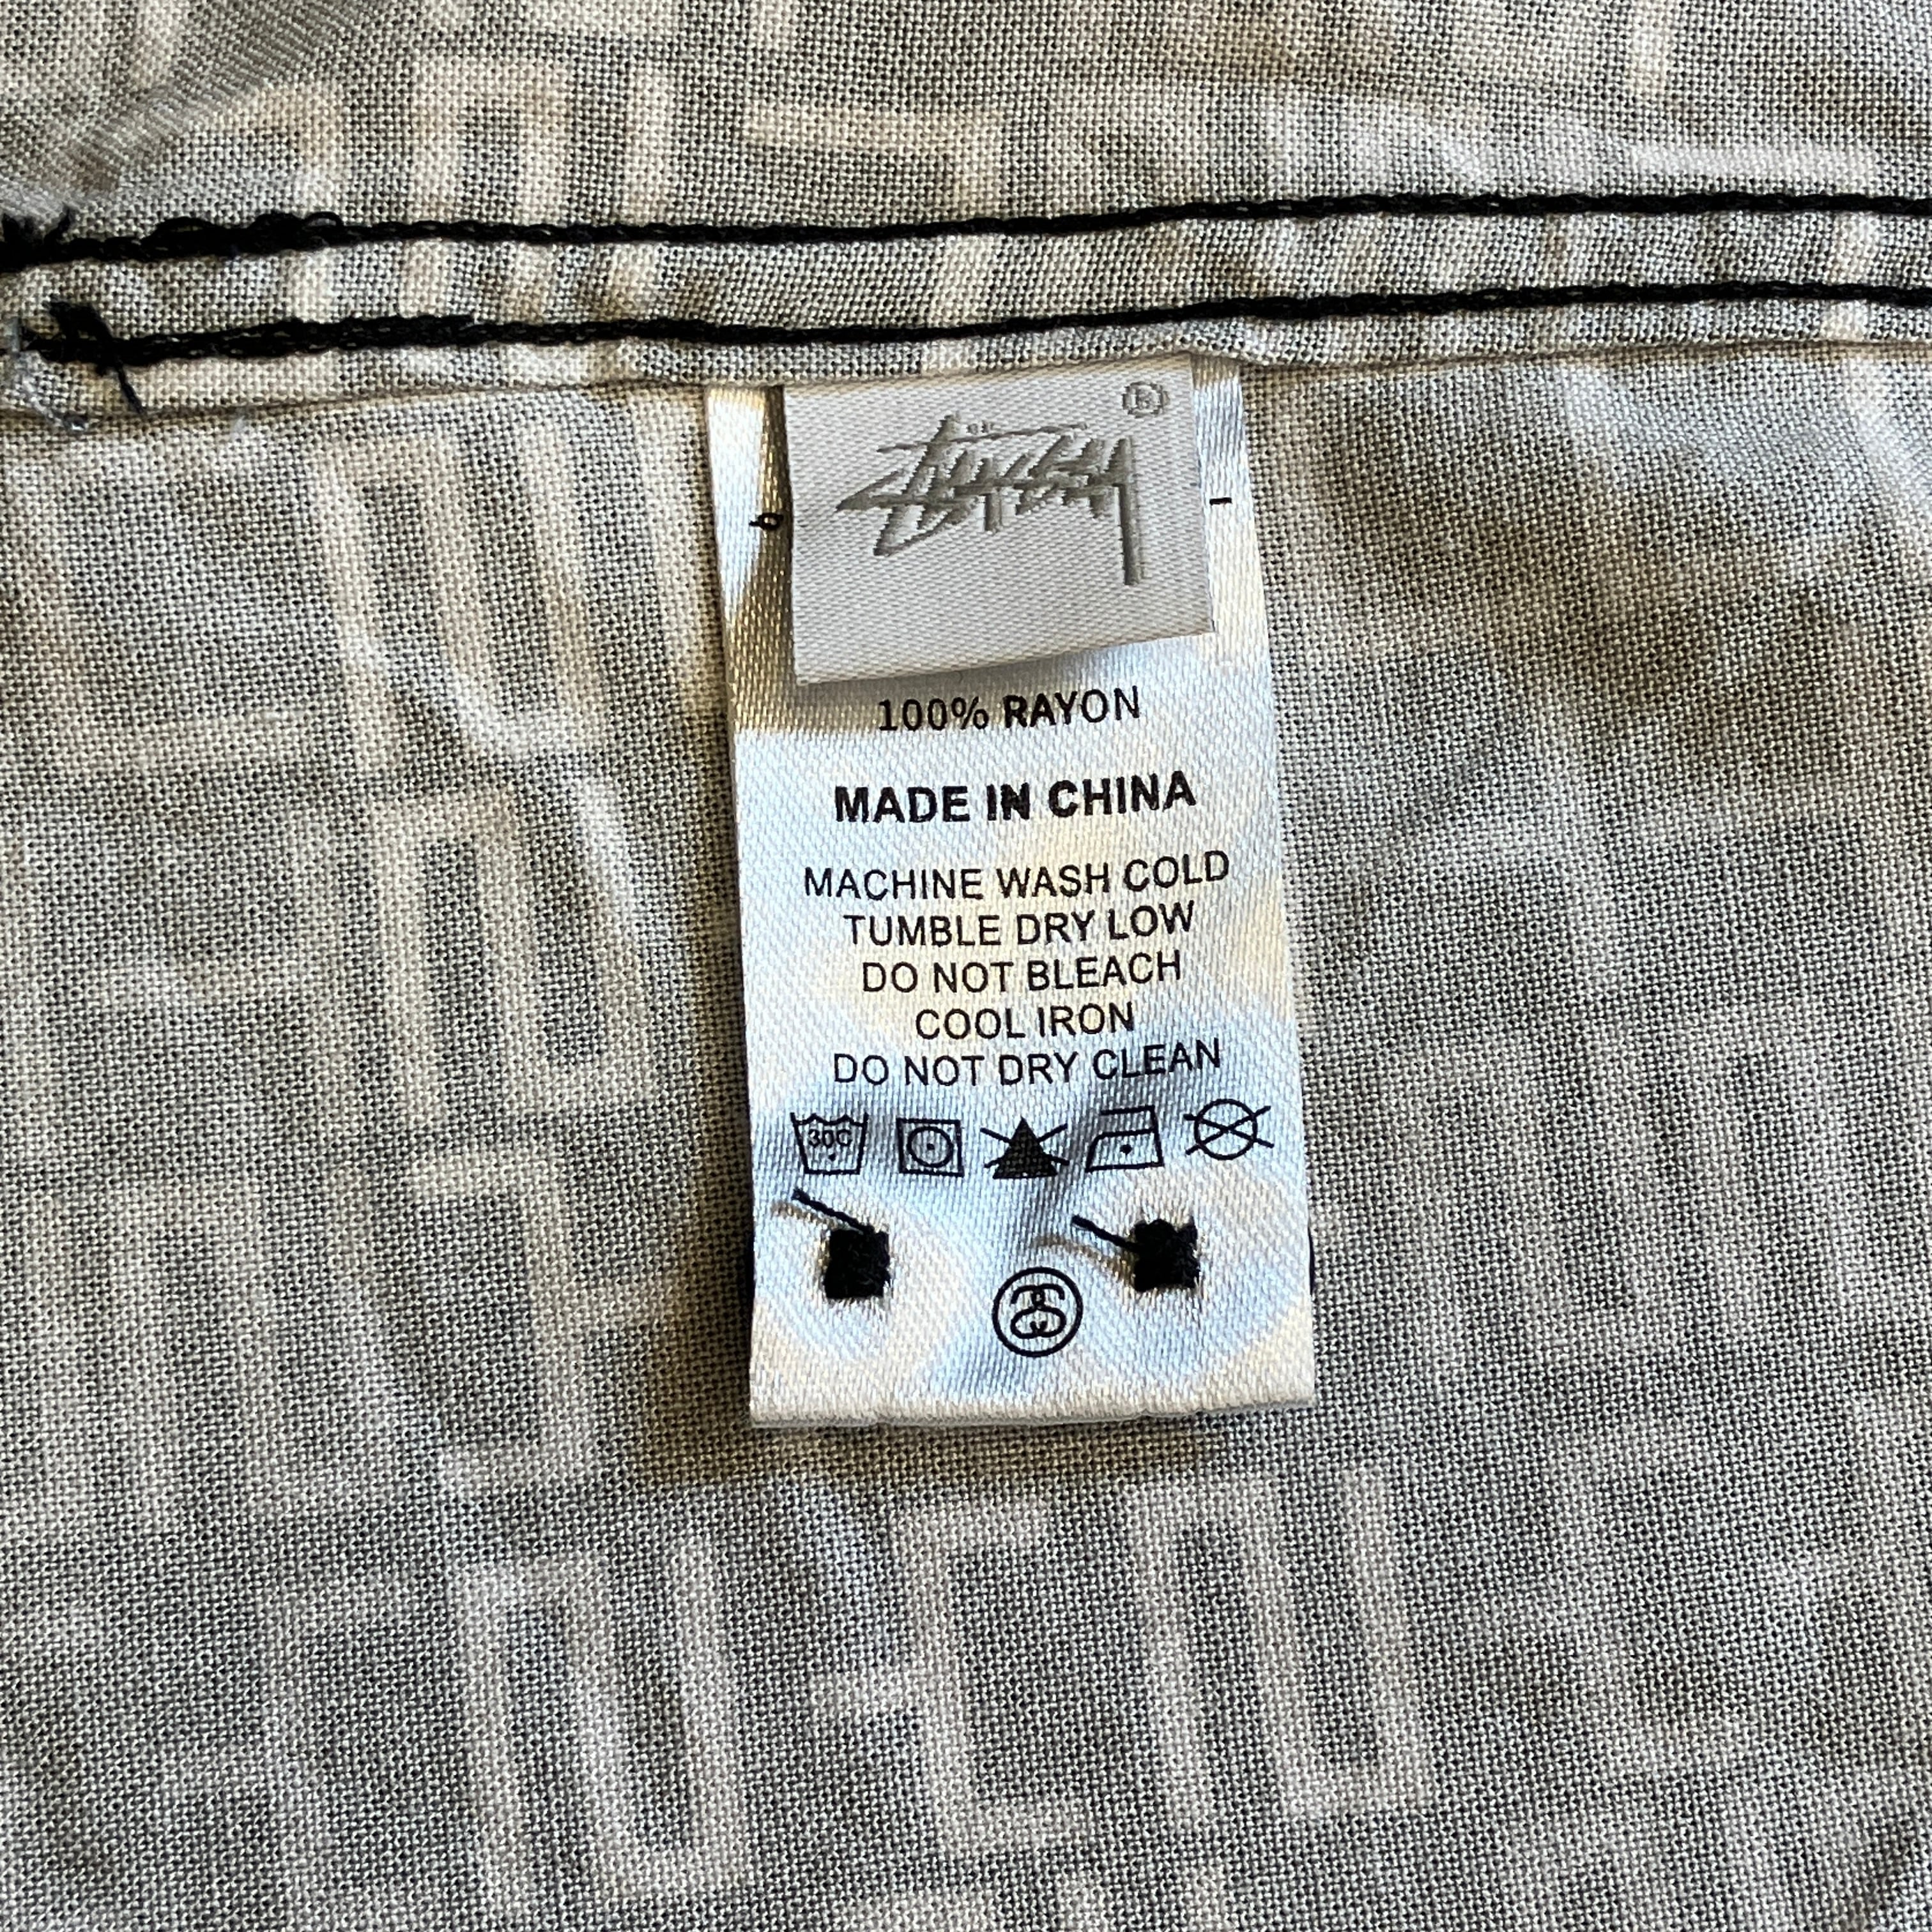 Stüssy ®
100% RAYON
MADE IN CHINA
MACHINE WASH COLD
TUMBLE DRY LOW
DO NOT BLEACH
COOL IRON
DO NOT DRY CLEAN
30C